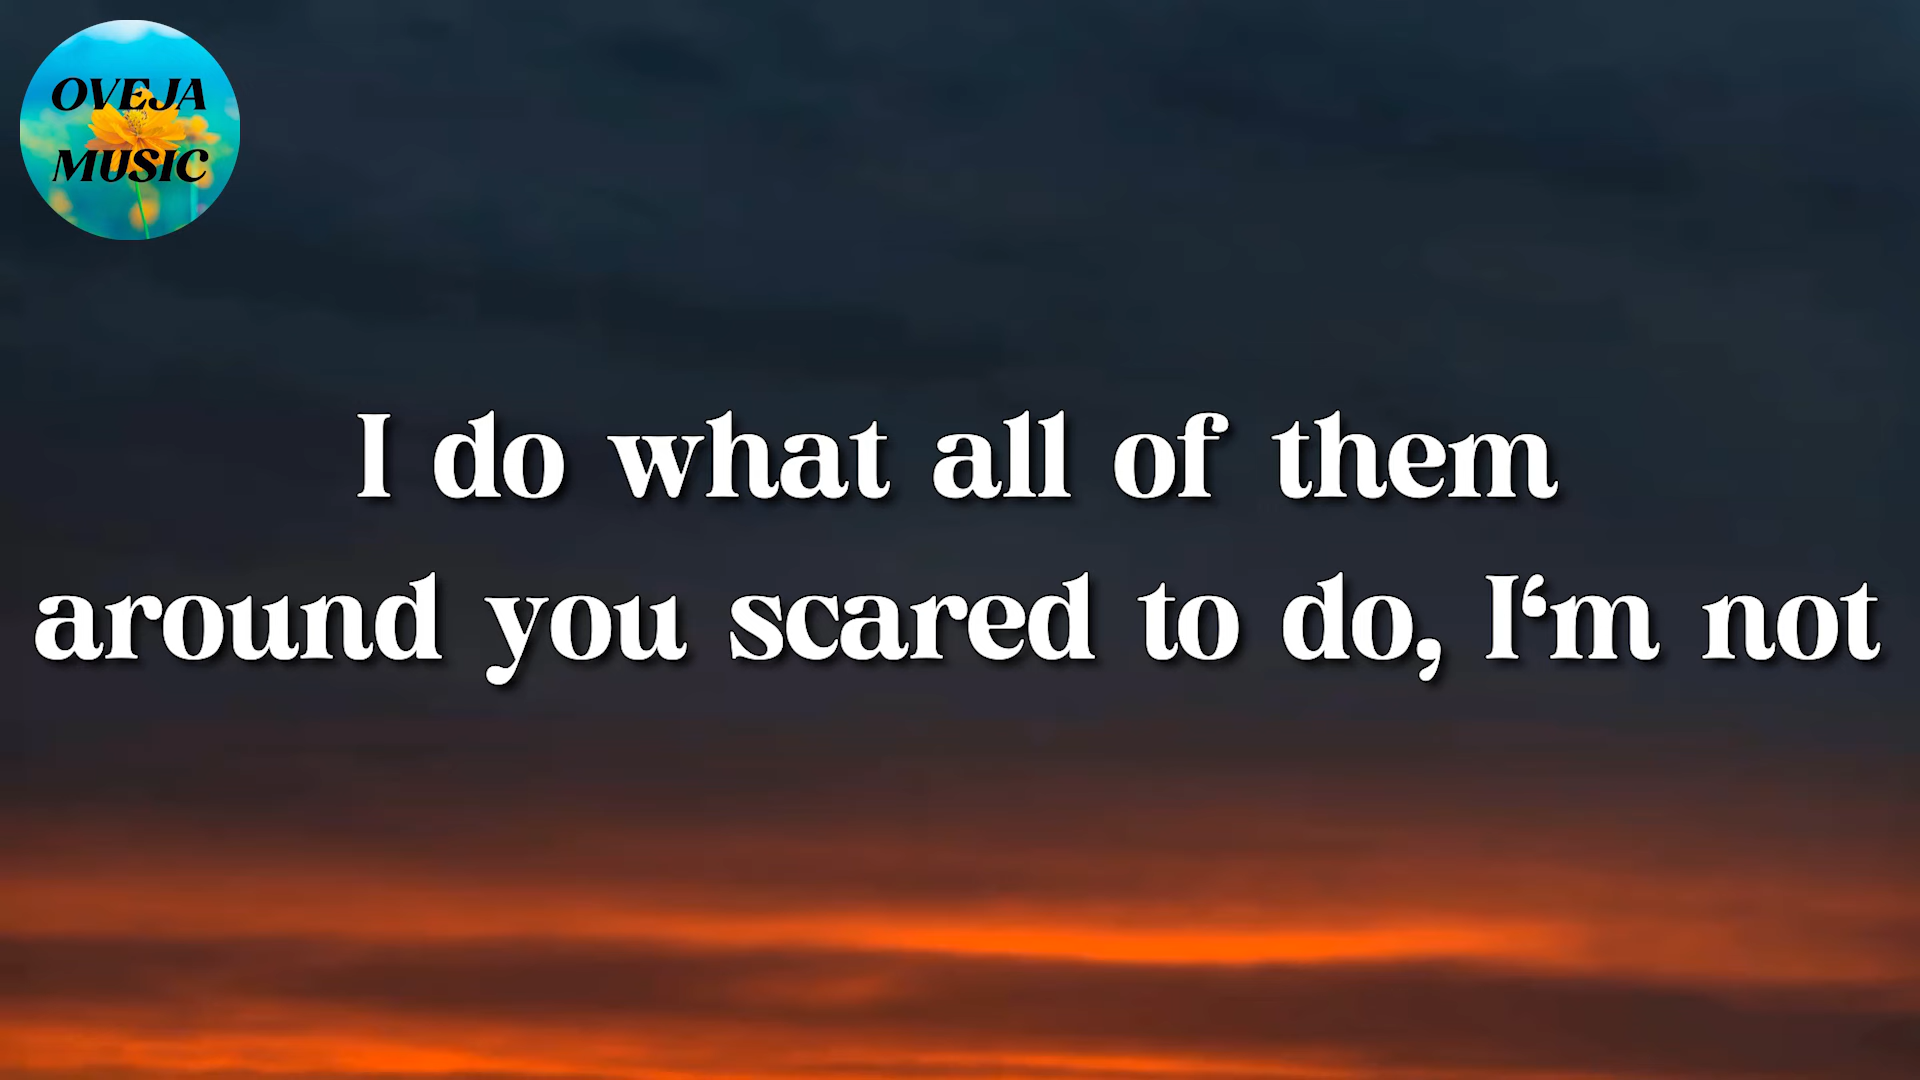 OVEJA
MUSIC
I do what all of them
around you scared to do, I‘m not